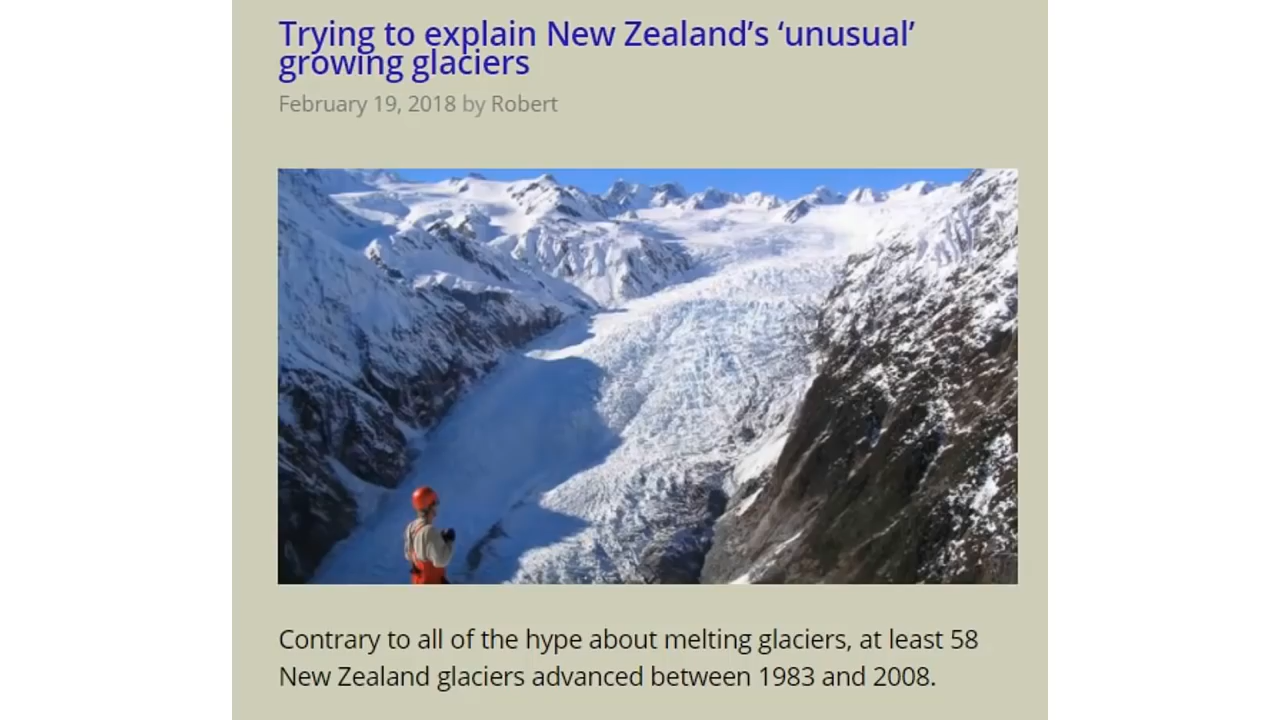 Trying to explain New Zealand’s ‘unusual’
growing glaciers
February 19, 2018 by Robert
Contrary to all of the hype about melting glaciers, at least 58
New Zealand glaciers advanced between 1983 and 2008.